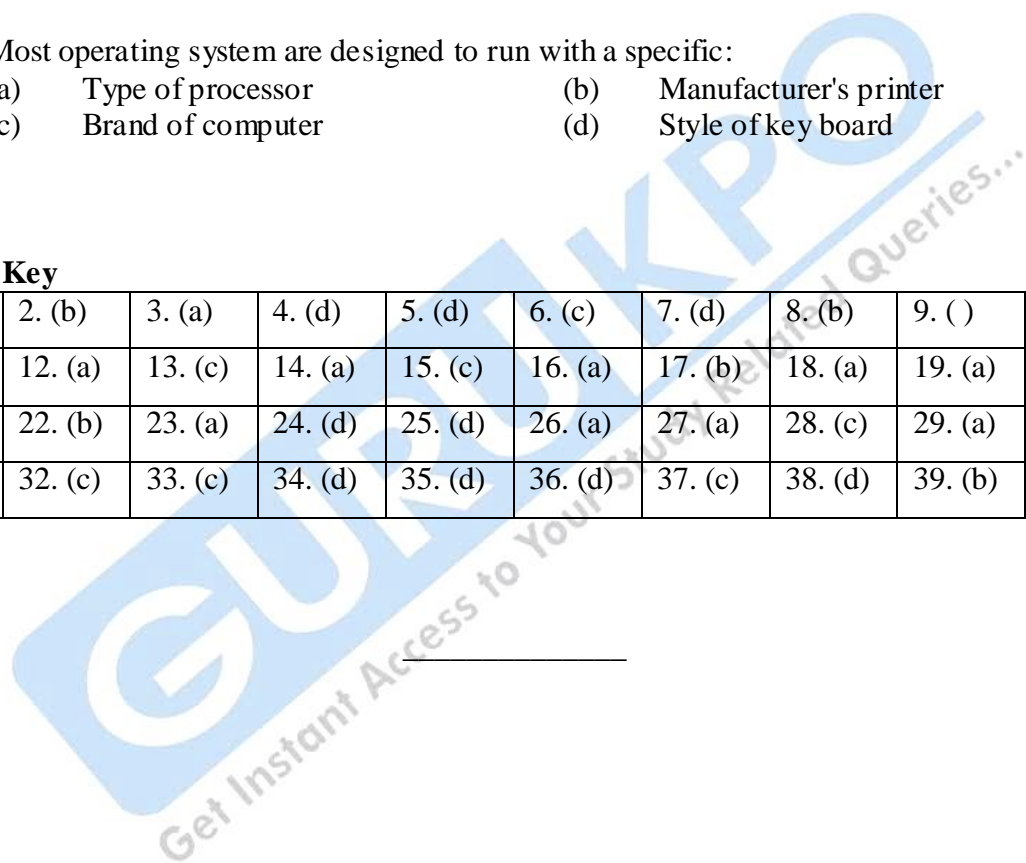 Most operating system are designed to run with a specific:
a) Type of processor (b) Manufacturer's printer
c) Brand of computer (d) Style of key board
Key
2. (b) 3. (a) 4. (d) 5. (d) 6. (c) 7. (d) 8. (b) 9. ( )
12. (a) 13. (c) 14. (a) 15. (c) 16. (a) 17. (b) 18. (a) 19. (a)
22. (b) 23. (a) 24. (d) 25. (d) 26. (a) 27. (a) 28. (c) 29. (a)
32. (c) 33. (c) 34. (d) 35. (d) 36. (d) 37. (c) 38. (d) 39. (b)
GURUKPO
Get Instant Access to Your Study Related Queries...